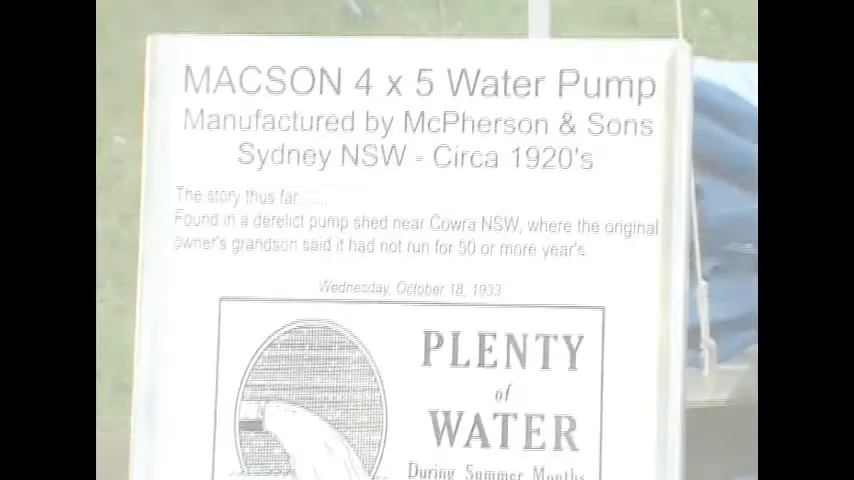 MACSON 4 x 5 Water Pump
Manufactured by McPherson & Sons
Sydney NSW - Circa 1920's
The story thus far.......
Found in a derelict pump shed near Cowra NSW, where the original
owner's grandson said it had not run for 50 or more year's
Wednesday, October 18, 1933
PLENTY
of
WATER
During Summer Months